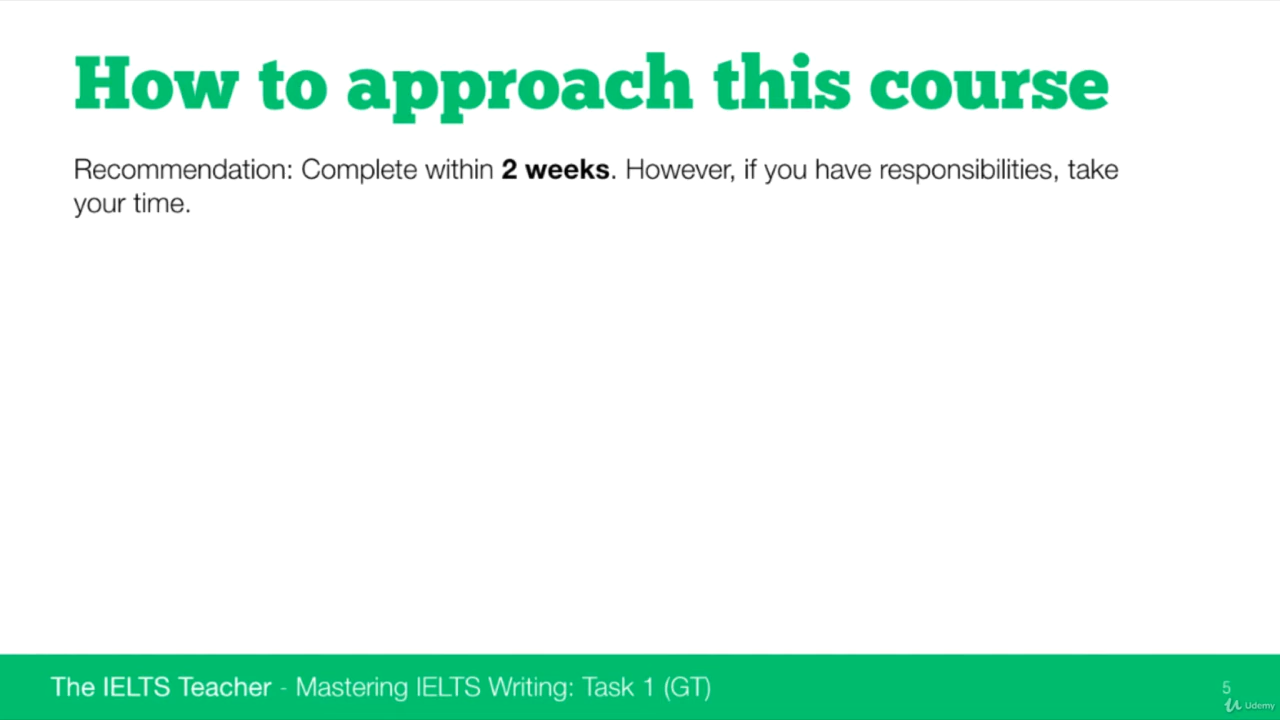 How to approach this course
Recommendation: Complete within 2 weeks. However, if you have responsibilities, take
your time.
The IELTS Teacher - Mastering IELTS Writing: Task 1 (GT)
5
Udemy